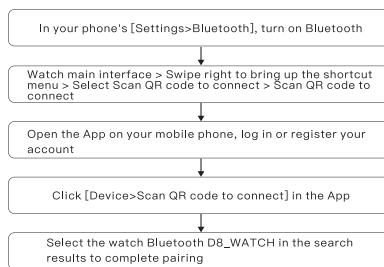 In your phone's [Settings>Bluetooth], turn on Bluetooth
Watch main interface > Swipe right to bring up the shortcut
menu > Select Scan QR code to connect > Scan QR code to
connect
Open the App on your mobile phone, log in or register your
account
Click [Device>Scan QR code to connect] in the App
Select the watch Bluetooth D8_WATCH in the search
results to complete pairing